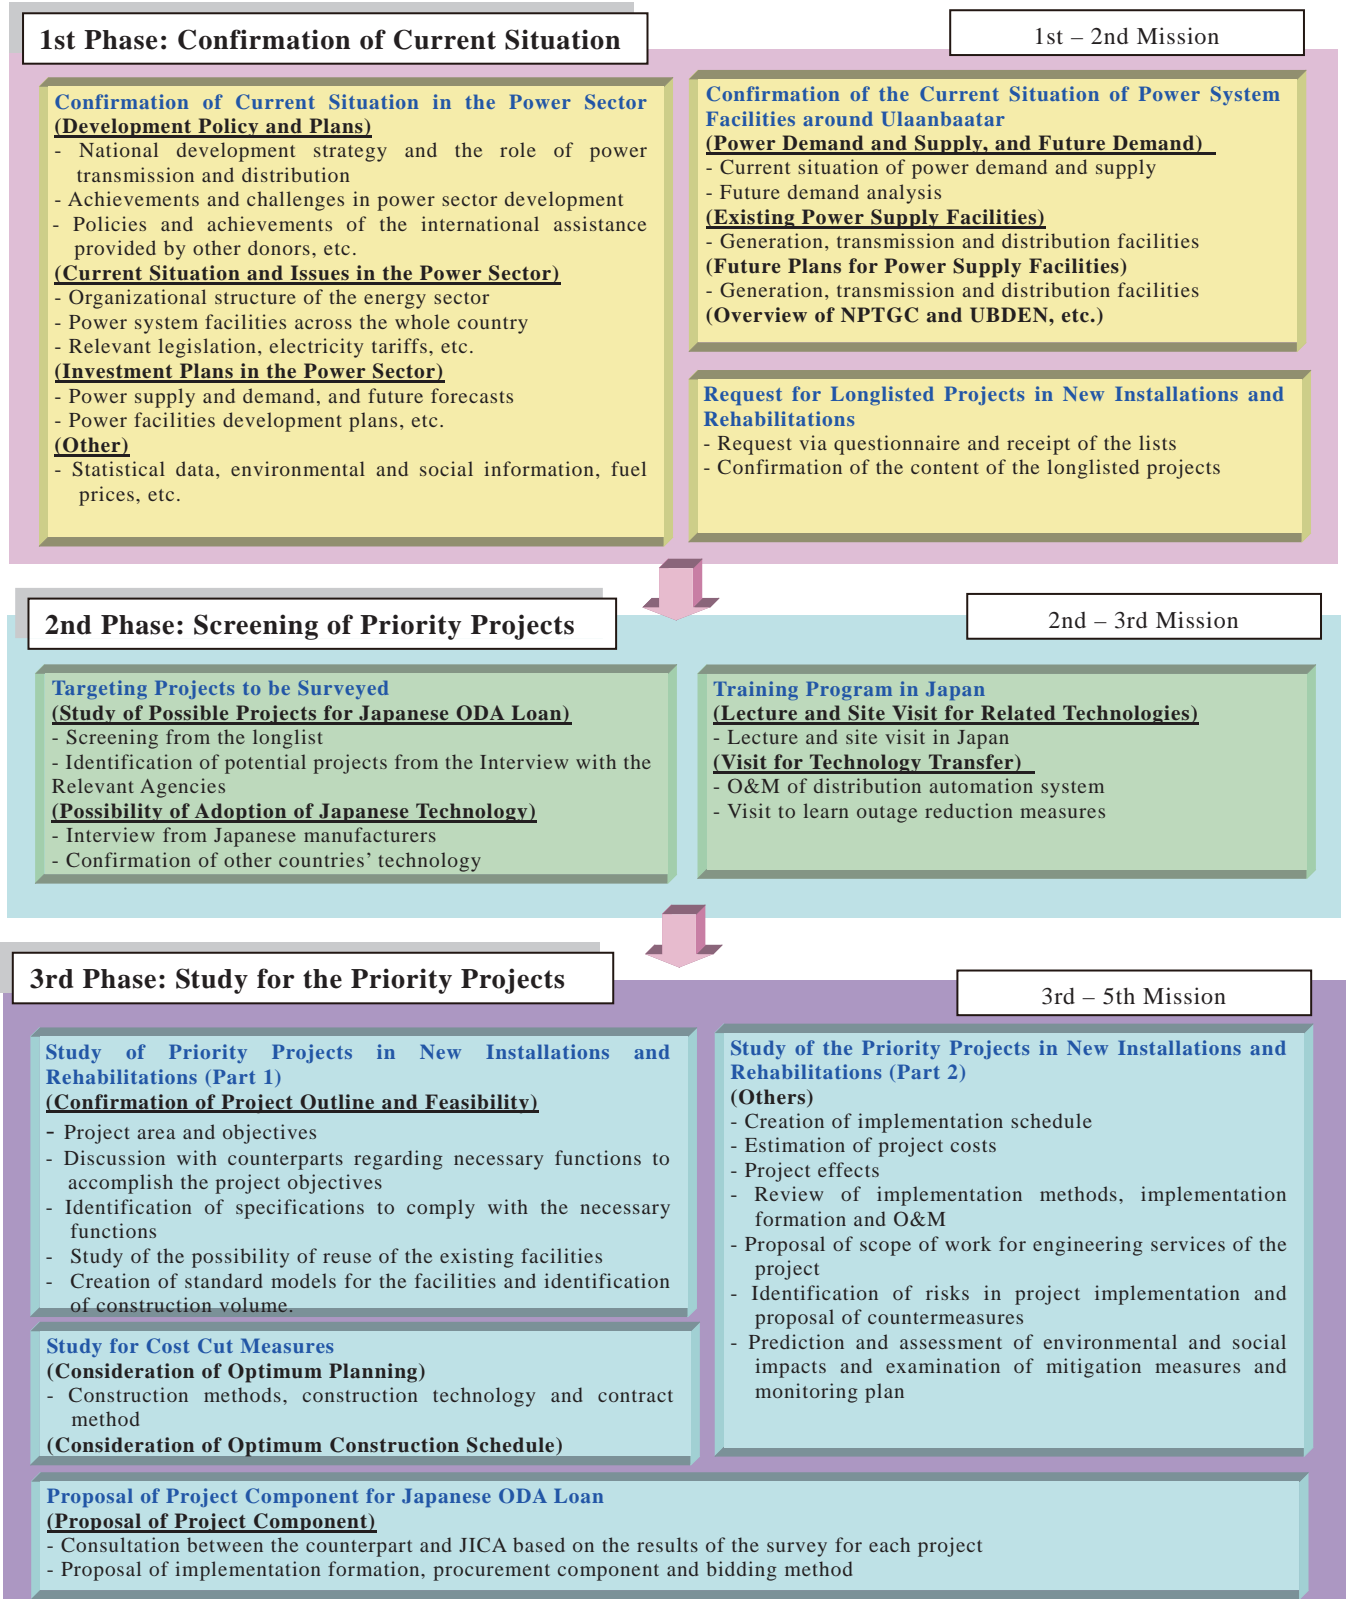 1st Phase: Confirmation of Current Situation
1st – 2nd Mission
Confirmation of Current Situation in the Power Sector
(Development Policy and Plans)
- National development strategy and the role of power
transmission and distribution
- Achievements and challenges in power sector development
- Policies and achievements of the international assistance
provided by other donors, etc.
(Current Situation and Issues in the Power Sector)
- Organizational structure of the energy sector
- Power system facilities across the whole country
- Relevant legislation, electricity tariffs, etc.
(Investment Plans in the Power Sector)
- Power supply and demand, and future forecasts
- Power facilities development plans, etc.
(Other)
- Statistical data, environmental and social information, fuel
prices, etc.
Confirmation of the Current Situation of Power System
Facilities around Ulaanbaatar
(Power Demand and Supply, and Future Demand)
- Current situation of power demand and supply
- Future demand analysis
(Existing Power Supply Facilities)
- Generation, transmission and distribution facilities
(Future Plans for Power Supply Facilities)
- Generation, transmission and distribution facilities
(Overview of NPTGC and UBDEN, etc.)
Request for Longlisted Projects in New Installations and
Rehabilitations
- Request via questionnaire and receipt of the lists
- Confirmation of the content of the longlisted projects
2nd Phase: Screening of Priority Projects
2nd – 3rd Mission
Targeting Projects to be Surveyed
(Study of Possible Projects for Japanese ODA Loan)
- Screening from the longlist
- Identification of potential projects from the Interview with the
Relevant Agencies
(Possibility of Adoption of Japanese Technology)
- Interview from Japanese manufacturers
- Confirmation of other countries’ technology
Training Program in Japan
(Lecture and Site Visit for Related Technologies)
- Lecture and site visit in Japan
(Visit for Technology Transfer)
- O&M of distribution automation system
- Visit to learn outage reduction measures
3rd Phase: Study for the Priority Projects
3rd – 5th Mission
Study of Priority Projects in New Installations and
Rehabilitations (Part 1)
(Confirmation of Project Outline and Feasibility)
- Project area and objectives
- Discussion with counterparts regarding necessary functions to
accomplish the project objectives
- Identification of specifications to comply with the necessary
functions
- Study of the possibility of reuse of the existing facilities
- Creation of standard models for the facilities and identification
of construction volume.
Study for Cost Cut Measures
(Consideration of Optimum Planning)
- Construction methods, construction technology and contract
method
(Consideration of Optimum Construction Schedule)
Study of the Priority Projects in New Installations and
Rehabilitations (Part 2)
(Others)
- Creation of implementation schedule
- Estimation of project costs
- Project effects
- Review of implementation methods, implementation
formation and O&M
- Proposal of scope of work for engineering services of the
project
- Identification of risks in project implementation and
proposal of countermeasures
- Prediction and assessment of environmental and social
impacts and examination of mitigation measures and
monitoring plan
Proposal of Project Component for Japanese ODA Loan
(Proposal of Project Component)
- Consultation between the counterpart and JICA based on the results of the survey for each project
- Proposal of implementation formation, procurement component and bidding method